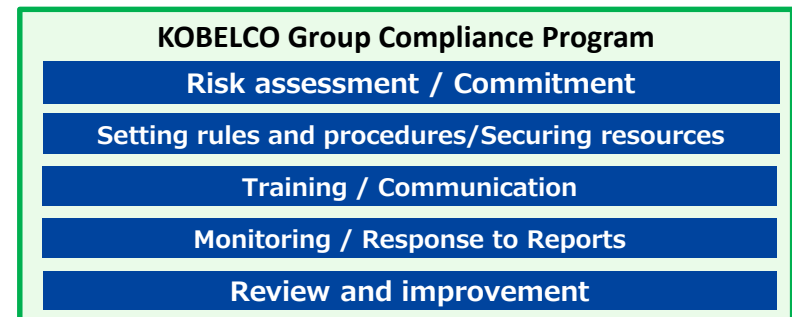 KOBELCO Group Compliance Program
Risk assessment / Commitment
Setting rules and procedures/Securing resources
Training / Communication
Monitoring / Response to Reports
Review and improvement